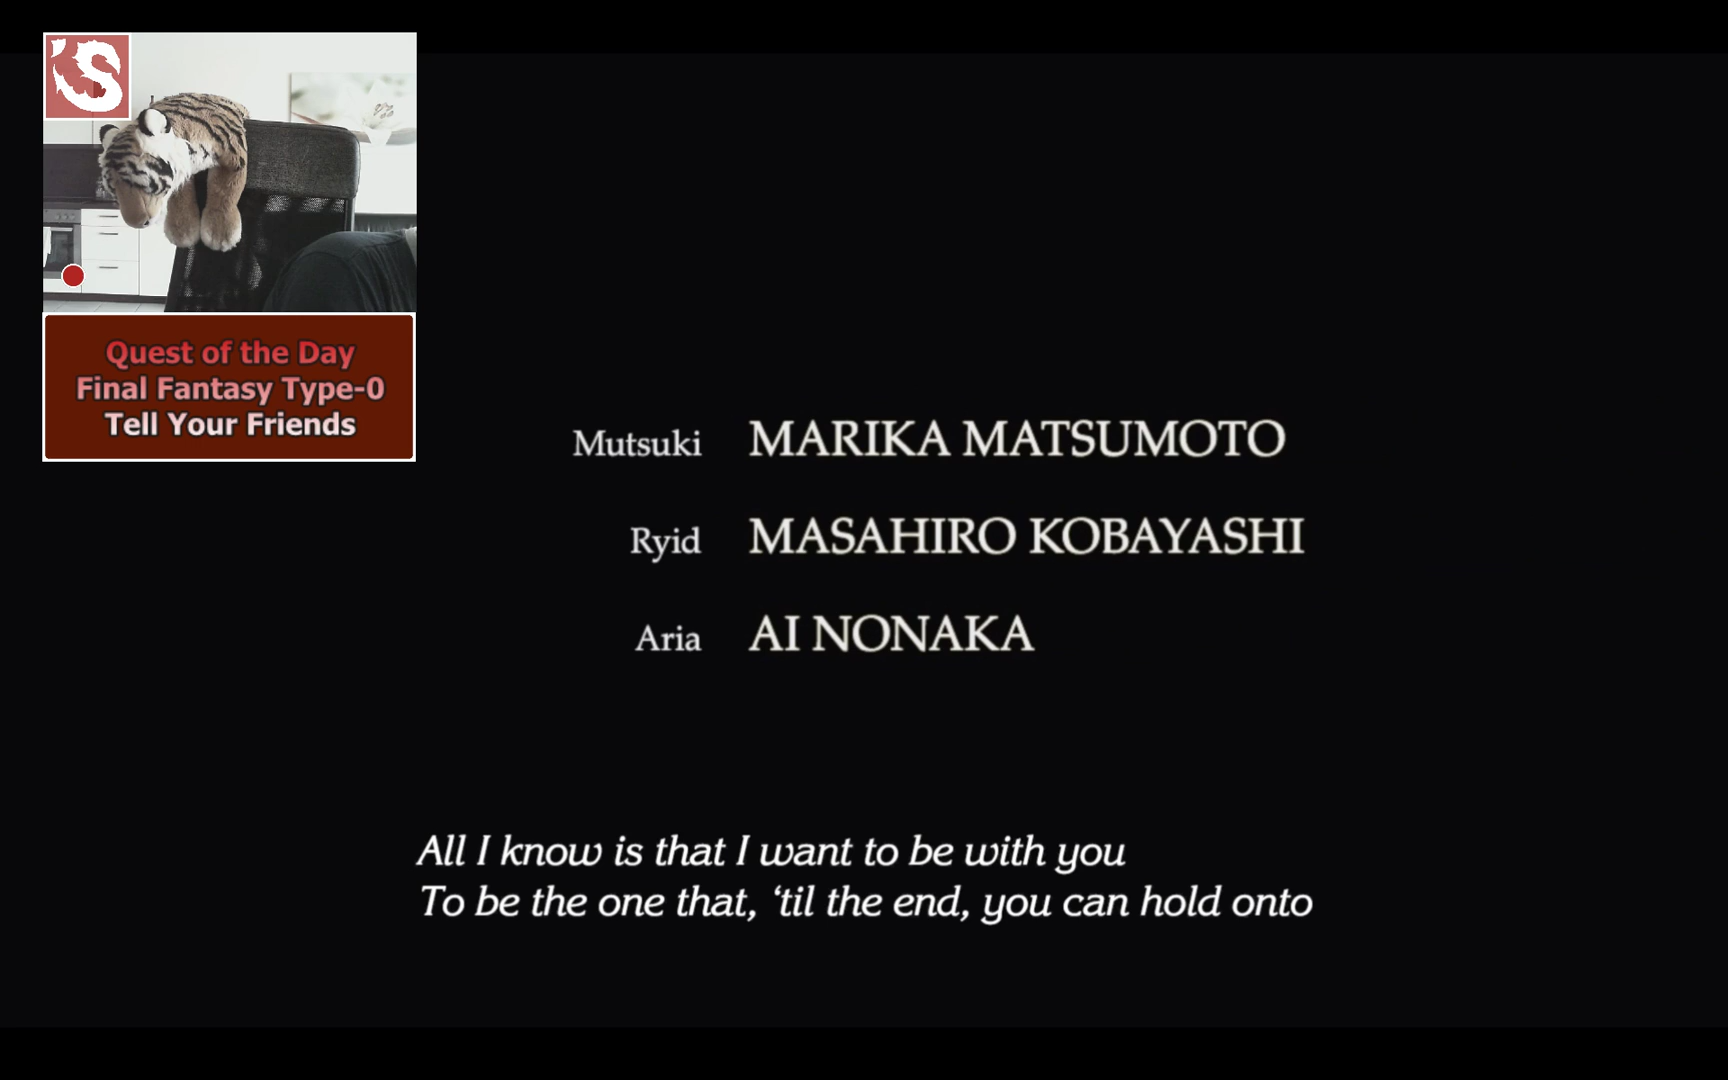 Quest of the Day
Final Fantasy Type-0
Tell Your Friends
Mutsuki MARIKA MATSUMOTO
Ryid MASAHIRO KOBAYASHI
Aria AI NONAKA
All I know is that I want to be with you
To be the one that, ‘til the end, you can hold onto